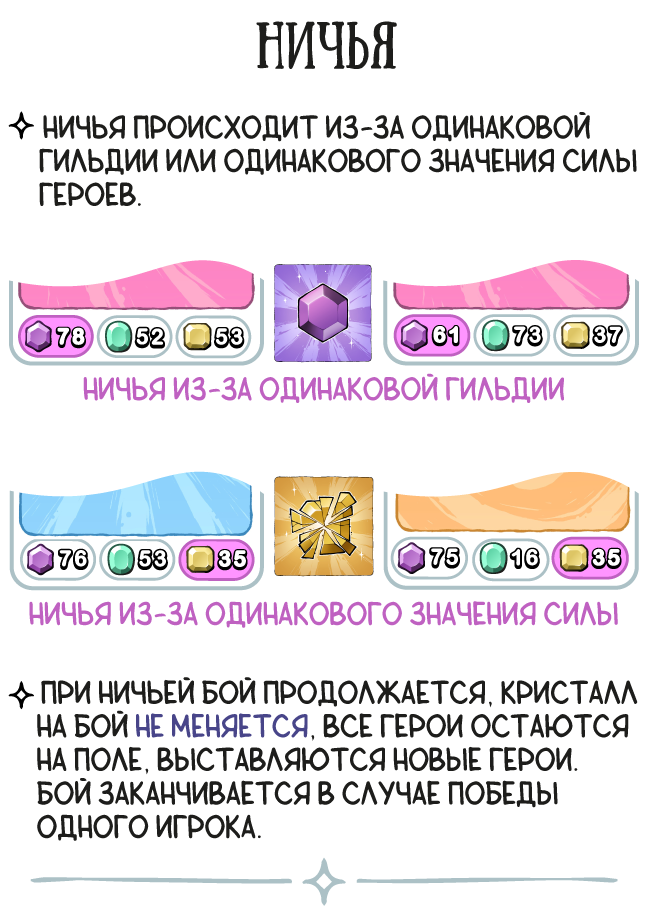 НИЧЬЯ
НИЧЬЯ ПРОИСХОДИТ ИЗ-ЗА ОДИНАКОВОЙ
ГИЛЬДИИ ИЛИ ОДИНАКОВОГО ЗНАЧЕНИЯ СИЛЫ
ГЕРОЕВ.
78 52 53 61 73 37
НИЧЬЯ ИЗ-ЗА ОДИНАКОВОЙ ГИЛЬДИИ
76 53 35 75 16 35
НИЧЬЯ ИЗ-ЗА ОДИНАКОВОГО ЗНАЧЕНИЯ СИЛЫ
ПРИ НИЧЬЕЙ БОЙ ПРОДОЛЖАЕТСЯ, КРИСТАЛЛ
НА БОЙ НЕ МЕНЯЕТСЯ, ВСЕ ГЕРОИ ОСТАЮТСЯ
НА ПОЛЕ, ВЫСТАВЛЯЮТСЯ НОВЫЕ ГЕРОИ.
БОЙ ЗАКАНЧИВАЕТСЯ В СЛУЧАЕ ПОБЕДЫ
ОДНОГО ИГРОКА.